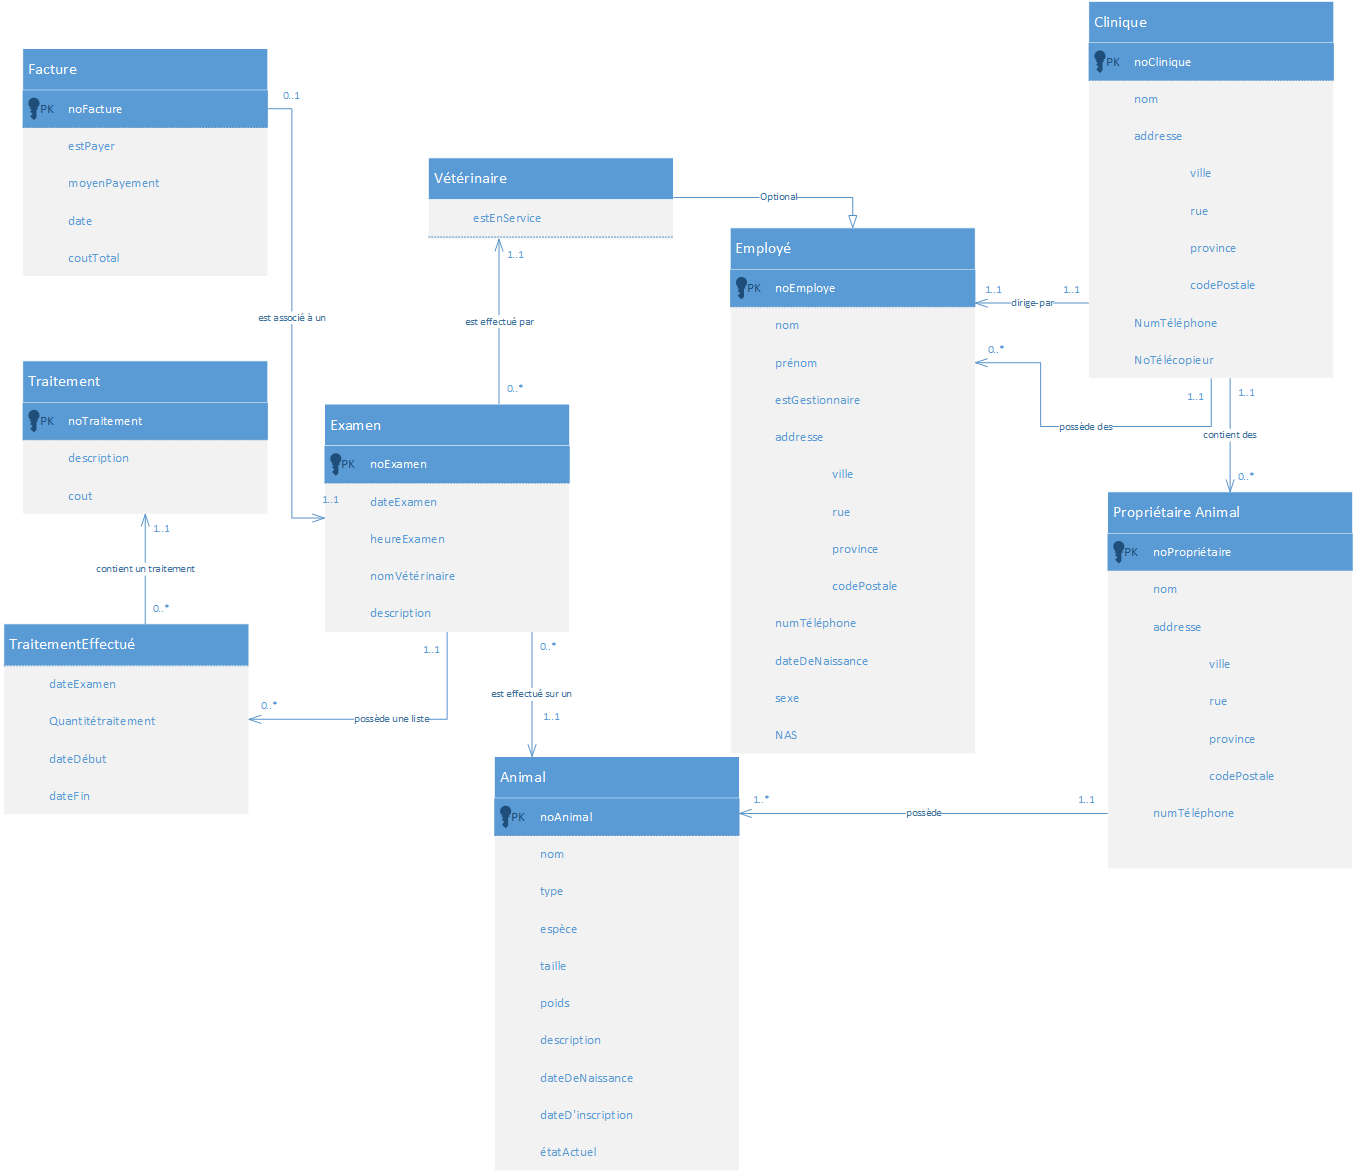 Clinique
PK noClinique
nom
addresse
ville
rue
province
codePostale
NumTéléphone
NoTélécopieur
Facture
PK noFacture
estPayer
moyenPayement
date
coutTotal
0..1
est associé à un
1..1
Vétérinaire
estEnService
Optional
1..1
est effectué par
0..*
Employé
PK noEmploye
nom
prénom
estGestionnaire
addresse
ville
rue
province
codePostale
numTéléphone
dateDeNaissance
sexe
NAS
1..1
dirige-par
1..1
0..*
possède des
1..1
1..1
contient des
0..*
Traitement
PK noTraitement
description
cout
1..1
contient un traitement
0..*
Examen
PK noExamen
dateExamen
heureExamen
nomVétérinaire
description
Propriétaire Animal
PK noPropriétaire
nom
addresse
ville
rue
province
codePostale
numTéléphone
TraitementEffectué
dateExamen
Quantitétraitement
dateDébut
dateFin
1..1
possède une liste
0..*
0..*
est effectué sur un
1..1
Animal
PK noAnimal
nom
type
espèce
taille
poids
description
dateDeNaissance
dateD'inscription
étatActuel
1..*
possède
1..1